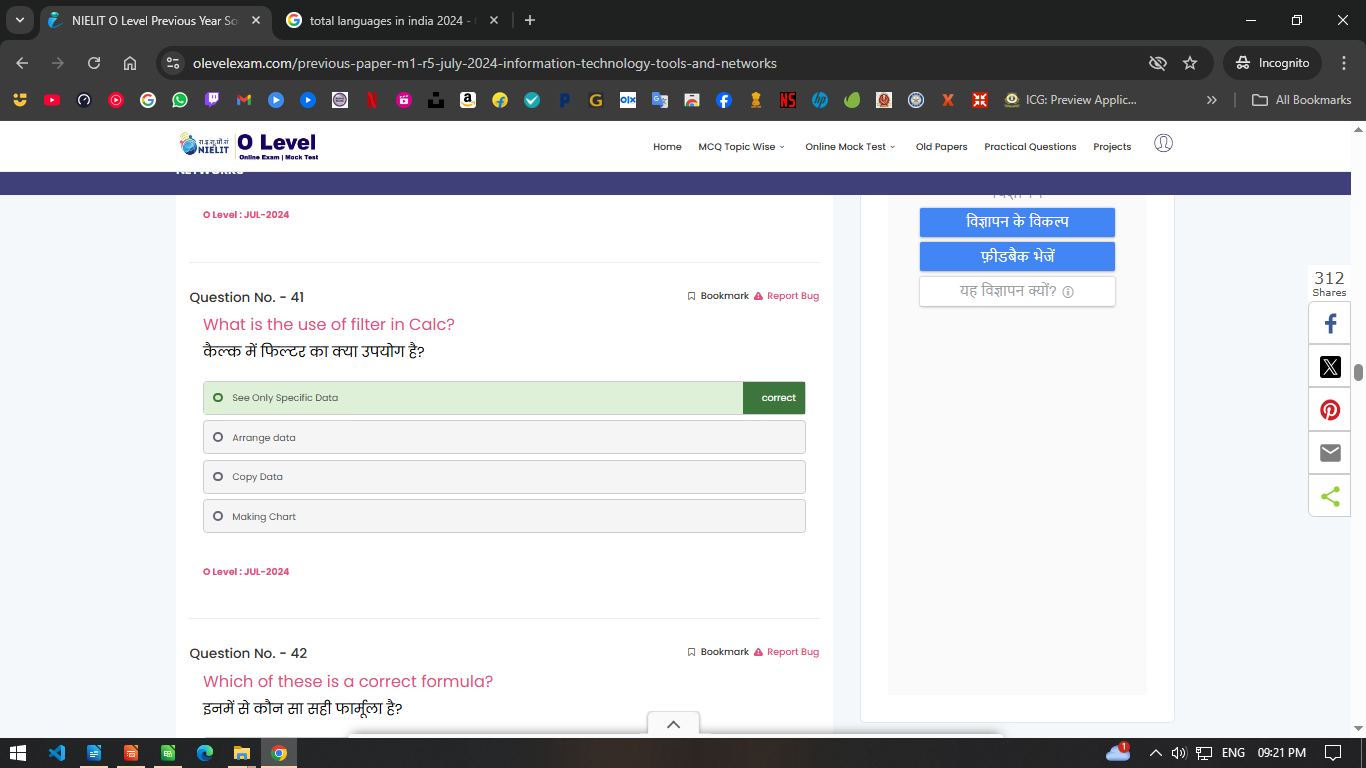 NIELIT O Level Previous Year So
total languages in india 2024 -
olevelexam.com/previous-paper-m1-r5-july-2024-information-technology-tools-and-networks
Incognito
ICG: Preview Applic...
All Bookmarks
रा.इ.सू.प्रौ.सं
NIELIT
O Level
Online Exam | Mock Test
Home
MCQ Topic Wise
Online Mock Test
Old Papers
Practical Questions
Projects
NETWORKS
O Level : JUL-2024
विज्ञापन
विज्ञापन के विकल्प
फ़ीडबैक भेजें
यह विज्ञापन क्यों?
312
Shares
Question No. - 41
Bookmark
Report Bug
What is the use of filter in Calc?
कैल्क में फिल्टर का क्या उपयोग है?
See Only Specific Data
correct
Arrange data
Copy Data
Making Chart
O Level : JUL-2024
Question No. - 42
Bookmark
Report Bug
Which of these is a correct formula?
इनमें से कौन सा सही फार्मूला है?
1
ENG
09:21 PM